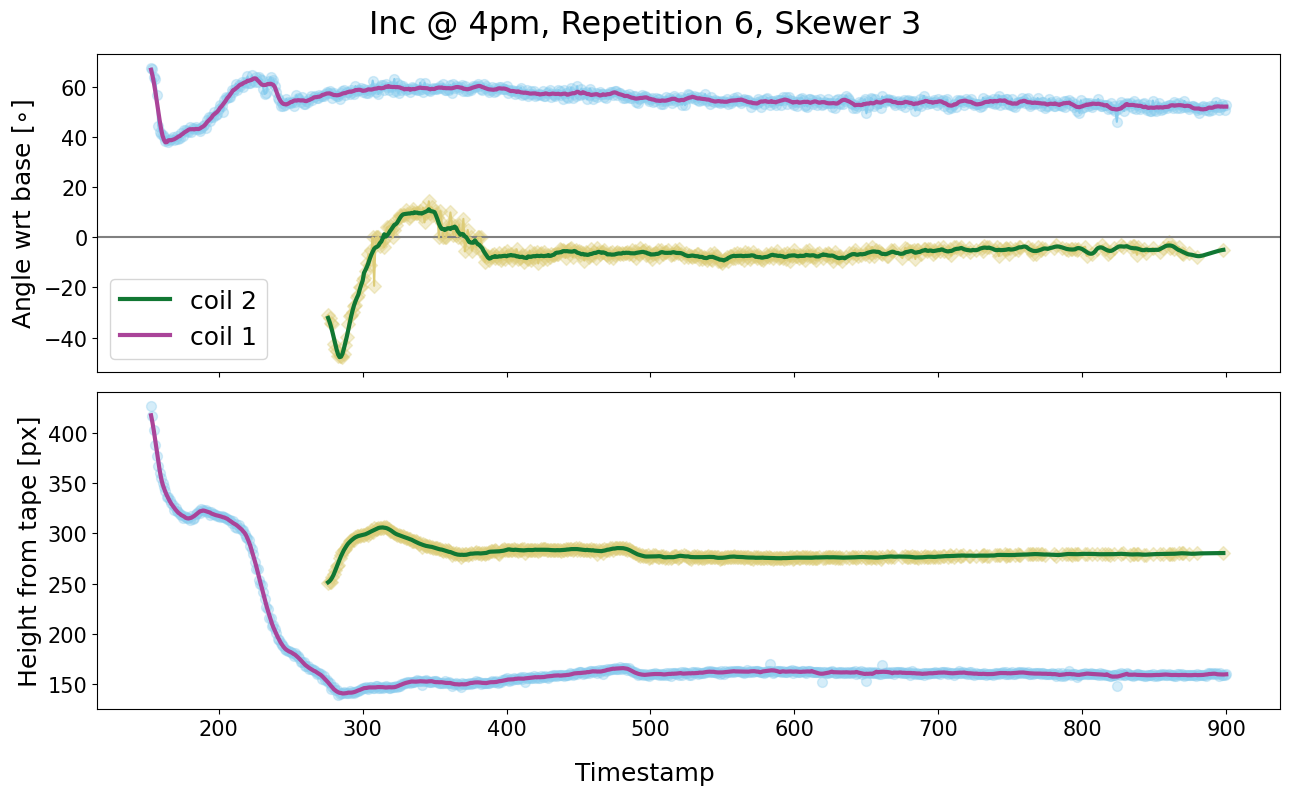 Inc @ 4pm, Repetition 6, Skewer 3
Angle wrt base [∘]
60
40
20
0
−20
−40
coil 2
coil 1
Height from tape [px]
400
350
300
250
200
150
200 300 400 500 600 700 800 900
Timestamp